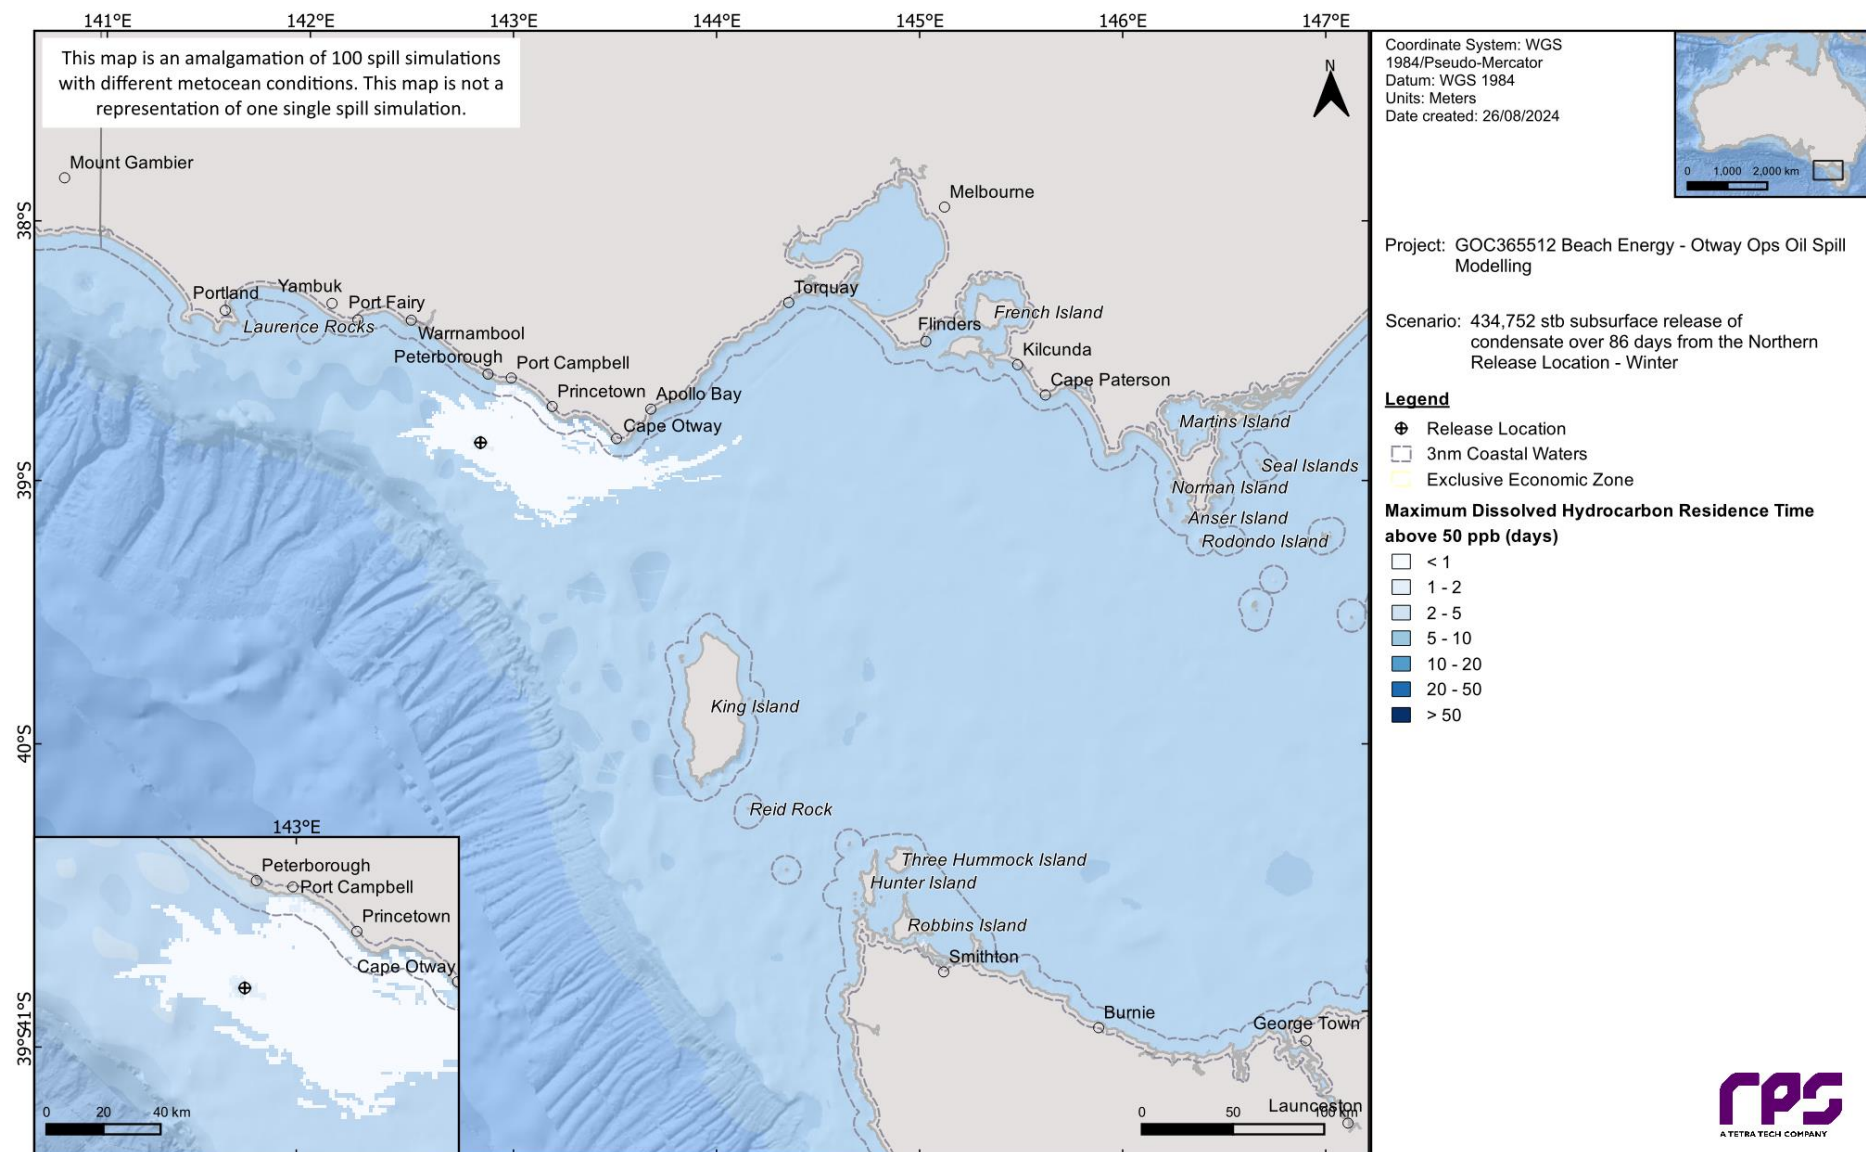 141°E
142°E
143°E
144°E
145°E
146°E
147°E
This map is an amalgamation of 100 spill simulations
with different metocean conditions. This map is not a
representation of one single spill simulation.
N
Mount Gambier
Melbourne
38°S
Portland
Yambuk
Port Fairy
Laurence Rocks
Warrnambool
Torquay
Flinders
French Island
Peterborough
Port Campbell
Kilcunda
Princetown
Apollo Bay
Cape Paterson
Cape Otway
Martins Island
39°S
Seal Islands
Norman Island
Anser Island
Rodondo Island
King Island
40°S
Reid Rock
Three Hummock Island
Hunter Island
Robbins Island
Smithton
Burnie
George Town
Launceston
41°S
0 50 100 km
143°E
Peterborough
Port Campbell
Princetown
Cape Otway
39°S
0 20 40 km
Coordinate System: WGS
1984/Pseudo-Mercator
Datum: WGS 1984
Units: Meters
Date created: 26/08/2024
0 1,000 2,000 km
Project: GOC365512 Beach Energy - Otway Ops Oil Spill
Modelling
Scenario: 434,752 stb subsurface release of
condensate over 86 days from the Northern
Release Location - Winter
Legend
Release Location
3nm Coastal Waters
Exclusive Economic Zone
Maximum Dissolved Hydrocarbon Residence Time
above 50 ppb (days)
< 1
1 - 2
2 - 5
5 - 10
10 - 20
20 - 50
> 50
rps
A TETRA TECH COMPANY